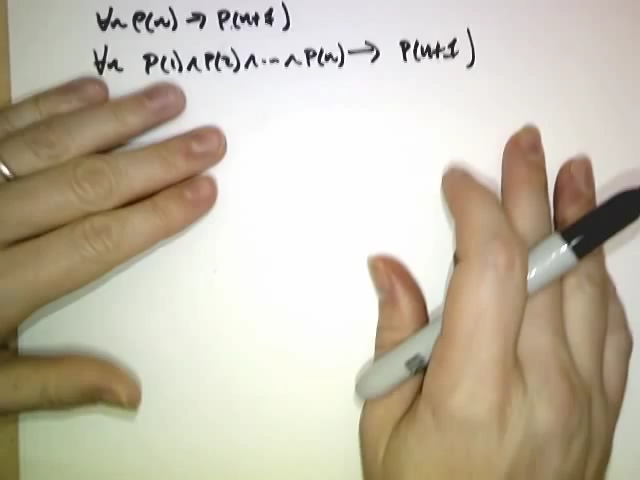 ∀n P(n) → P(n+1)
∀n P(1)∧P(2)∧...∧P(n) → P(n+1)